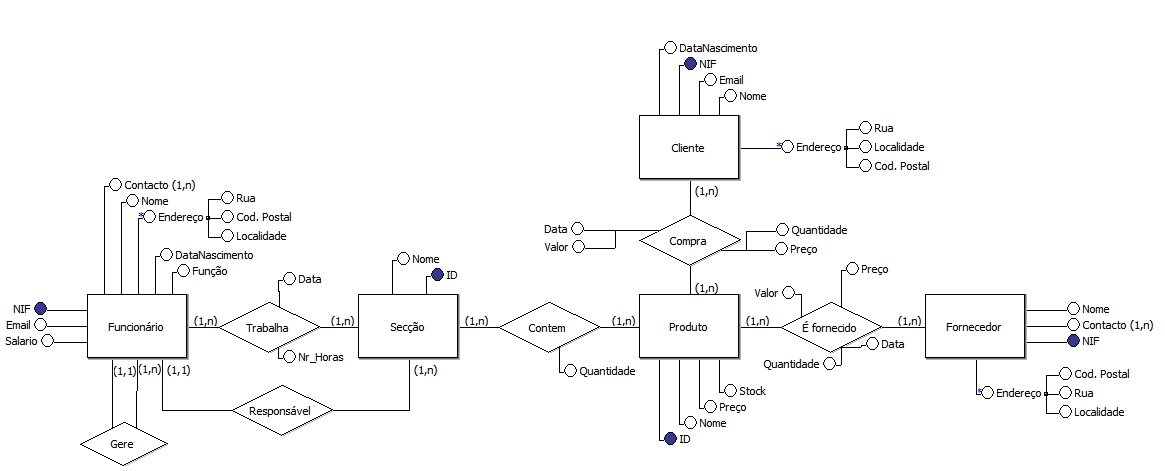 DataNascimento
NIF
Email
Nome
Cliente
* Endereço
Rua
Localidade
Cod. Postal
(1,n)
Data
Valor
Compra
Quantidade
Preço
(1,n)
Contacto (1,n)
Nome
* Endereço
Rua
Cod. Postal
Localidade
DataNascimento
Função
NIF
Email
Salario
Funcionário
(1,n)
Data
Trabalha
Nr_Horas
(1,n)
Nome
ID
Secção
(1,n)
Contem
Quantidade
(1,n)
Produto
(1,n)
Valor
Preço
É fornecido
Data
Quantidade
(1,n)
Fornecedor
Nome
Contacto (1,n)
NIF
* Endereço
Cod. Postal
Rua
Localidade
(1,1)
(1,n)
(1,1)
(1,n)
Responsável
Gere
Stock
Preço
Nome
ID